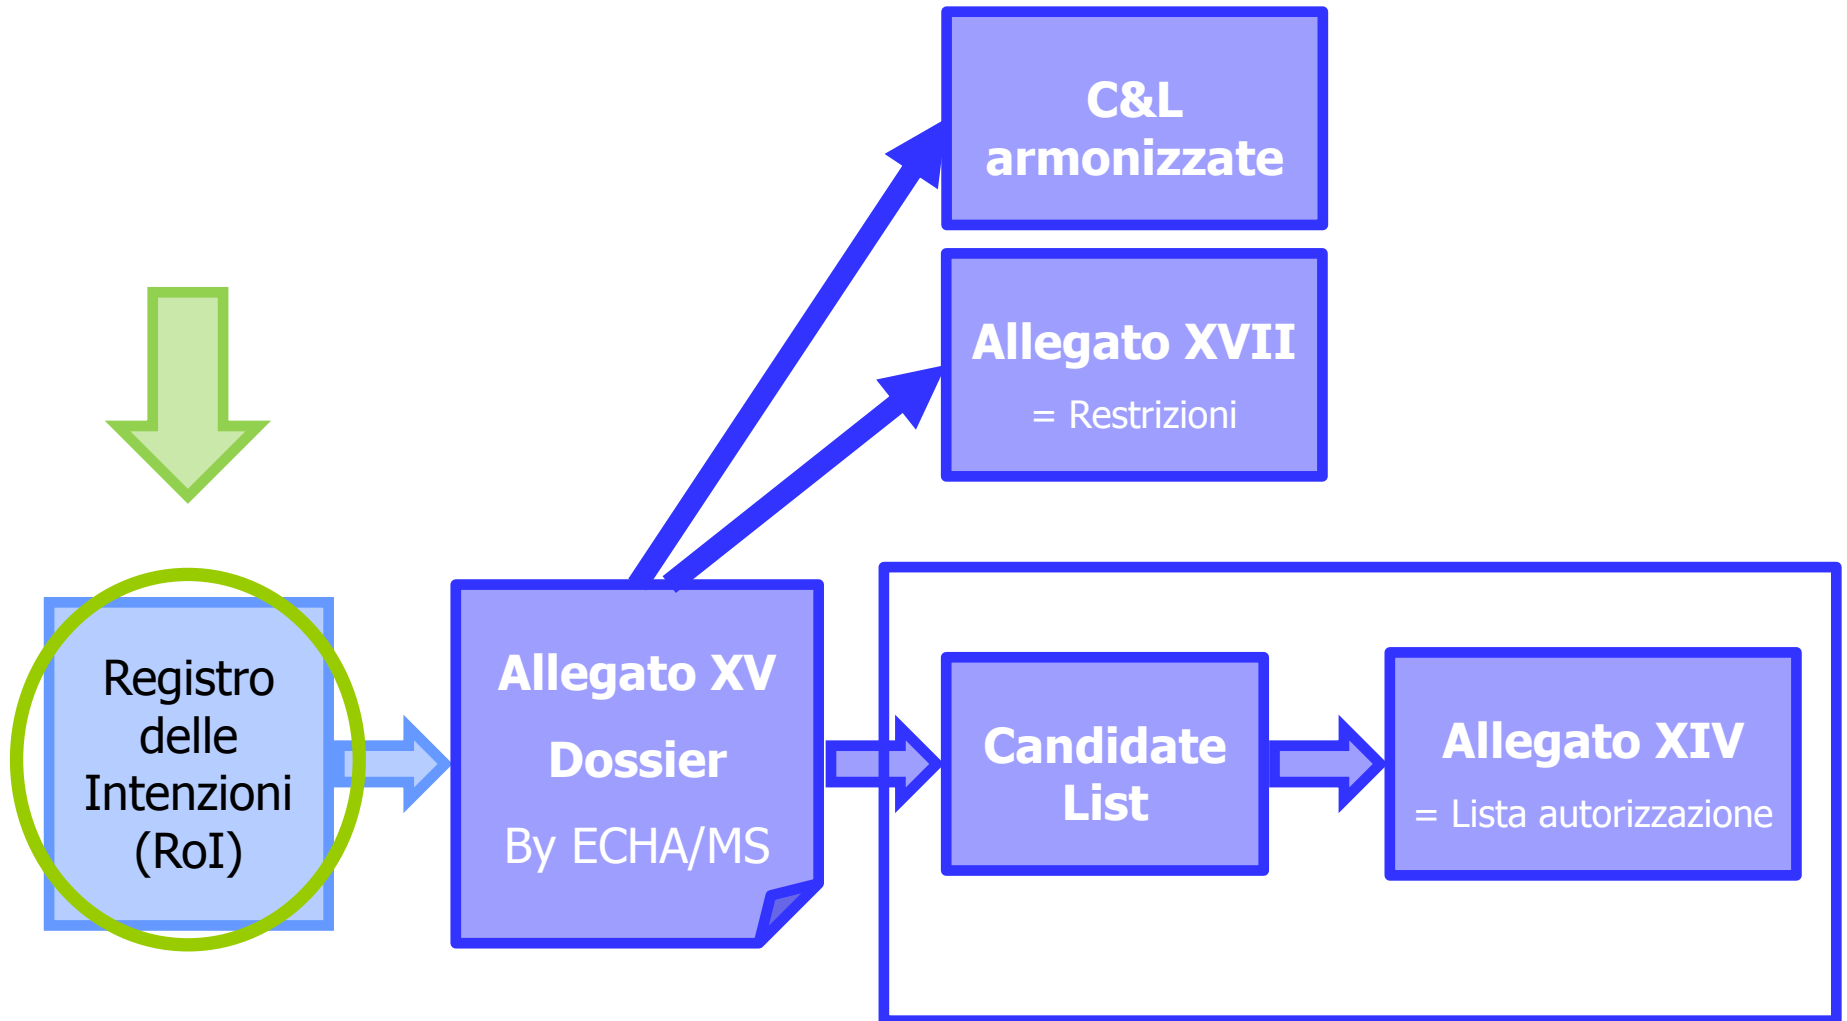 C&L
armonizzate
Allegato XVII
= Restrizioni
Registro
delle
Intenzioni
(RoI)
Allegato XV
Dossier
By ECHA/MS
Candidate
List
Allegato XIV
= Lista autorizzazione